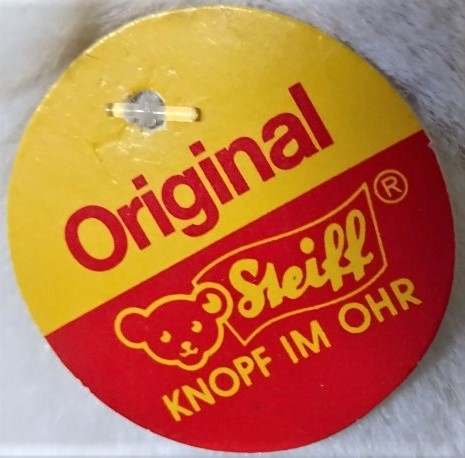 Original
Steiff ®
KNOPF IM OHR